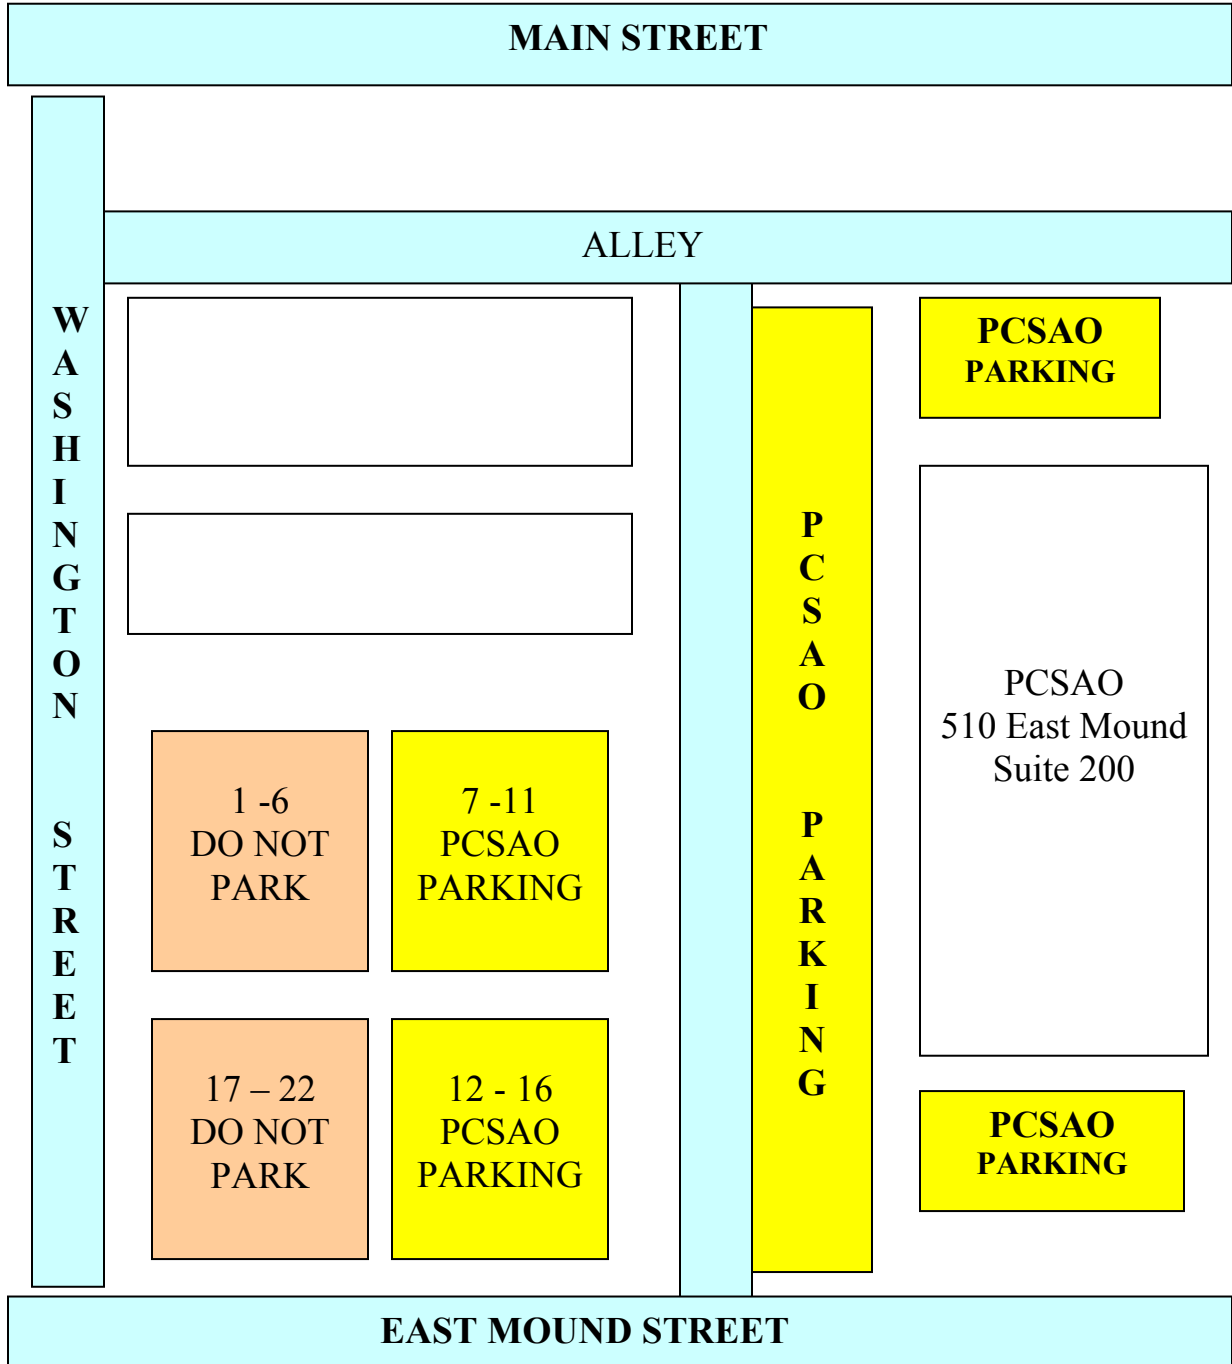 MAIN STREET
ALLEY
WASHINGTON STREET
PCSAO
PARKING
PCSAO PARKING
PCSAO
510 East Mound
Suite 200
1 -6
DO NOT
PARK
7 -11
PCSAO
PARKING
17 – 22
DO NOT
PARK
12 - 16
PCSAO
PARKING
PCSAO
PARKING
EAST MOUND STREET